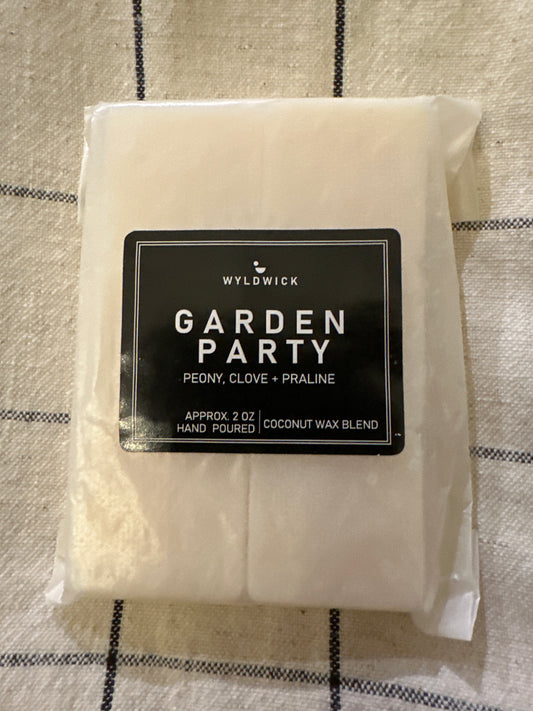 WYLDWICK
GARDEN
PARTY
PEONY, CLOVE + PRALINE
APPROX. 2 OZ
HAND POURED
COCONUT WAX BLEND